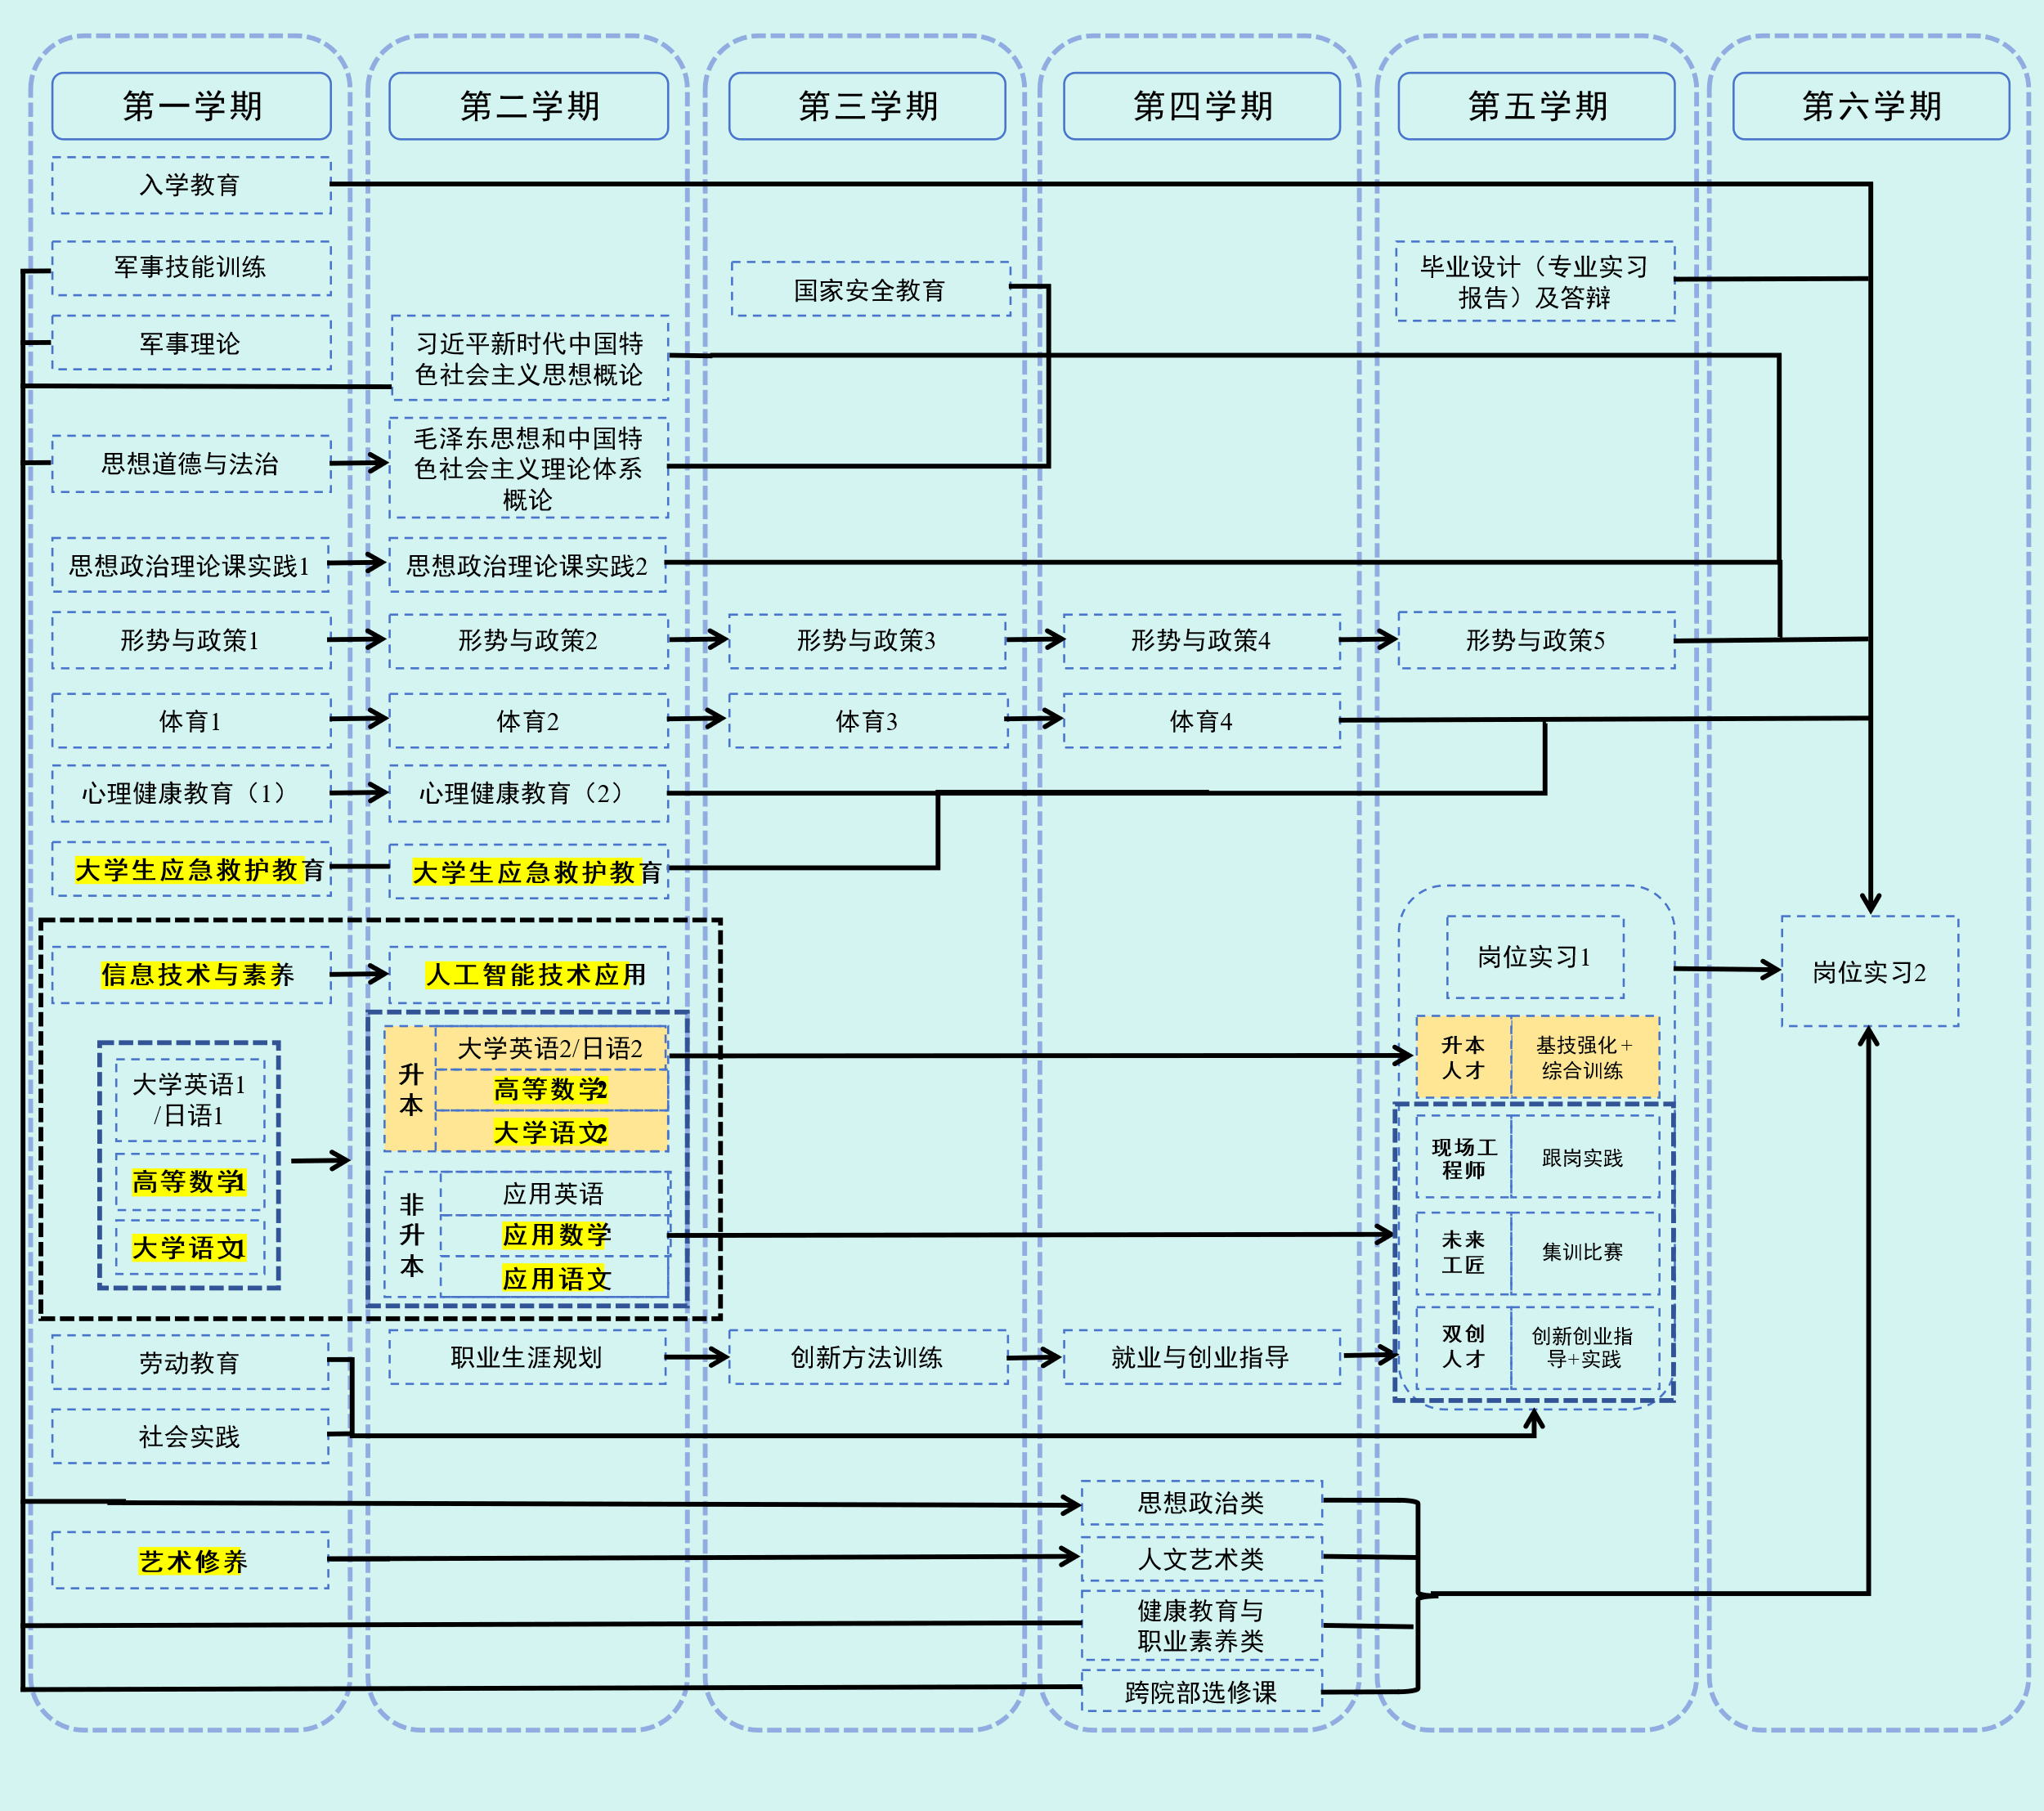 第一学期
第二学期
第三学期
第四学期
第五学期
第六学期
入学教育
军事技能训练
军事理论
思想道德与法治
思想政治理论课实践1
形势与政策1
体育1
心理健康教育（1）
大学生应急救护教育
信息技术与素养
大学英语1
/日语1
高等数学1
大学语文1
劳动教育
社会实践
艺术修养
习近平新时代中国特
色社会主义思想概论
毛泽东思想和中国特
色社会主义理论体系
概论
思想政治理论课实践2
形势与政策2
体育2
心理健康教育（2）
大学生应急救护教育
人工智能技术应用
升
本
大学英语2/日语2
高等数学2
大学语文2
非
升
本
应用英语
应用数学
应用语文
职业生涯规划
国家安全教育
形势与政策3
体育3
创新方法训练
形势与政策4
体育4
就业与创业指导
思想政治类
人文艺术类
健康教育与
职业素养类
跨院部选修课
毕业设计（专业实习
报告）及答辩
形势与政策5
岗位实习1
升本
人才
基技强化+
综合训练
现场工
程师
跟岗实践
未来
工匠
集训比赛
双创
人才
创新创业指
导+实践
岗位实习2